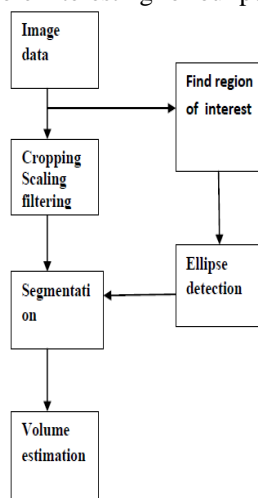 Image
data
Find region
of interest
Cropping
Scaling
filtering
Ellipse
detection
Segmentati
on
Volume
estimation